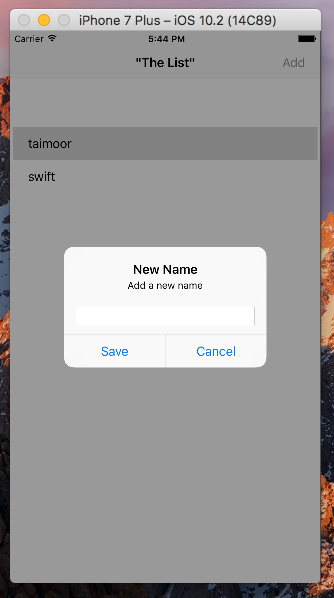 iPhone 7 Plus – iOS 10.2 (14C89)
Carrier 5:44 PM
"The List" Add
taimoor
swift
New Name
Add a new name
Save Cancel